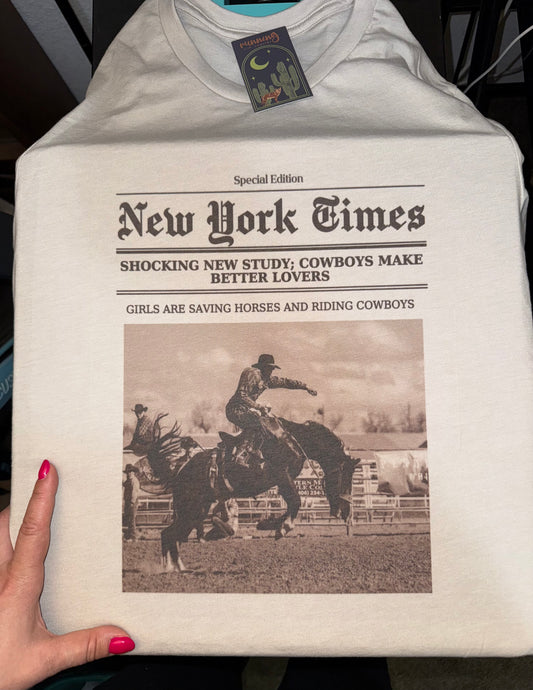 running
Special Edition
New York Times
SHOCKING NEW STUDY; COWBOYS MAKE
BETTER LOVERS
GIRLS ARE SAVING HORSES AND RIDING COWBOYS